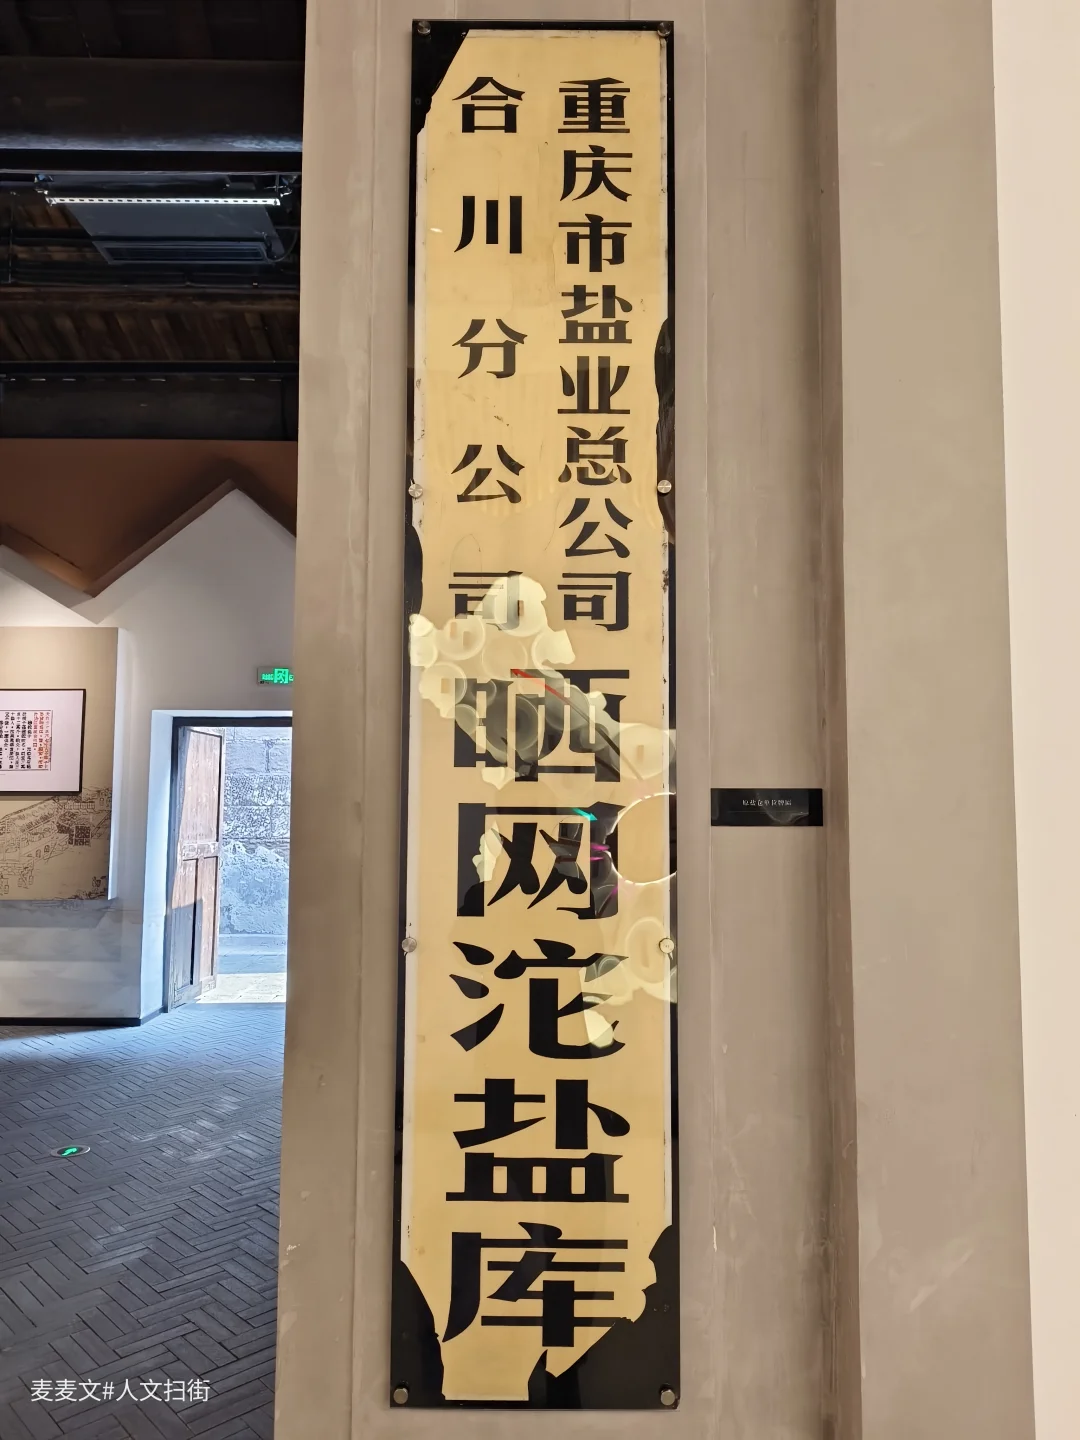 重庆市盐业总公司
合川分公司
晒网沱盐库
麦麦文#人文扫街